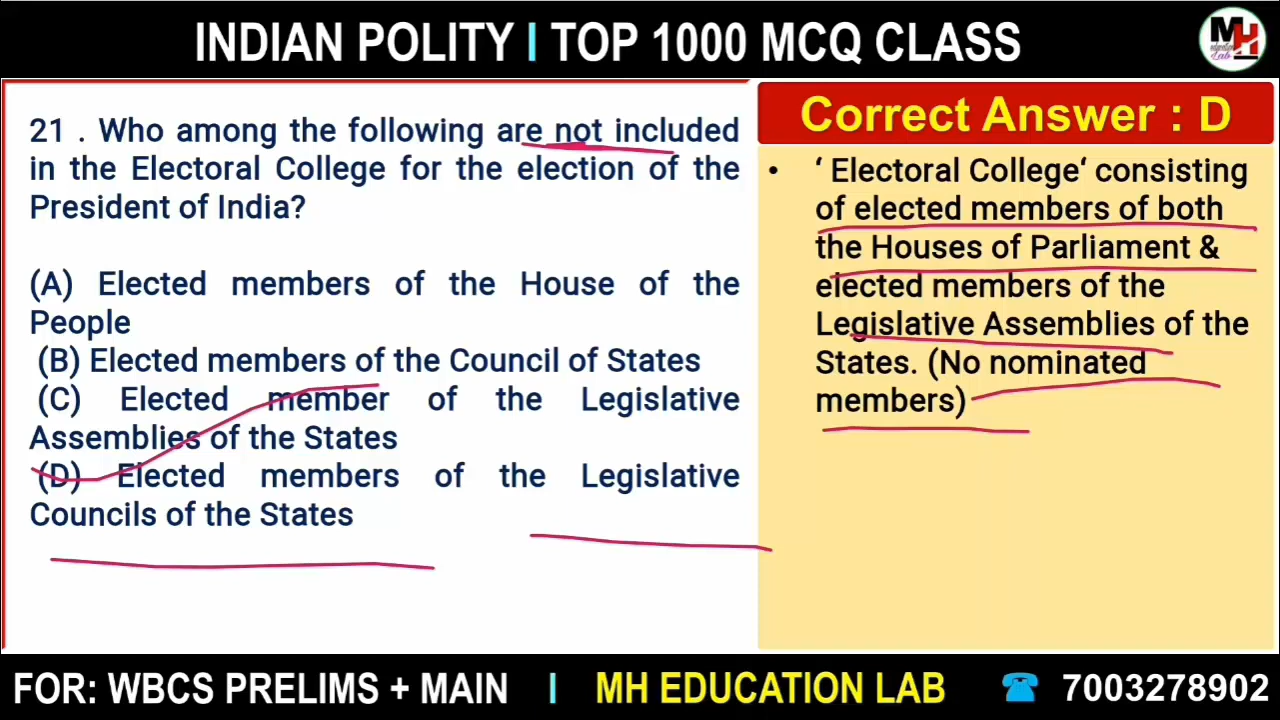 INDIAN POLITY I TOP 1000 MCQ CLASS
MH
education
Lab
21 . Who among the following are not included
in the Electoral College for the election of the
President of India?
(A) Elected members of the House of the
People
(B) Elected members of the Council of States
(C) Elected member of the Legislative
Assemblies of the States
(D) Elected members of the Legislative
Councils of the States
Correct Answer : D
• ‘ Electoral College‘ consisting
of elected members of both
the Houses of Parliament &
elected members of the
Legislative Assemblies of the
States. (No nominated
members)
FOR: WBCS PRELIMS + MAIN I MH EDUCATION LAB ☎ 7003278902